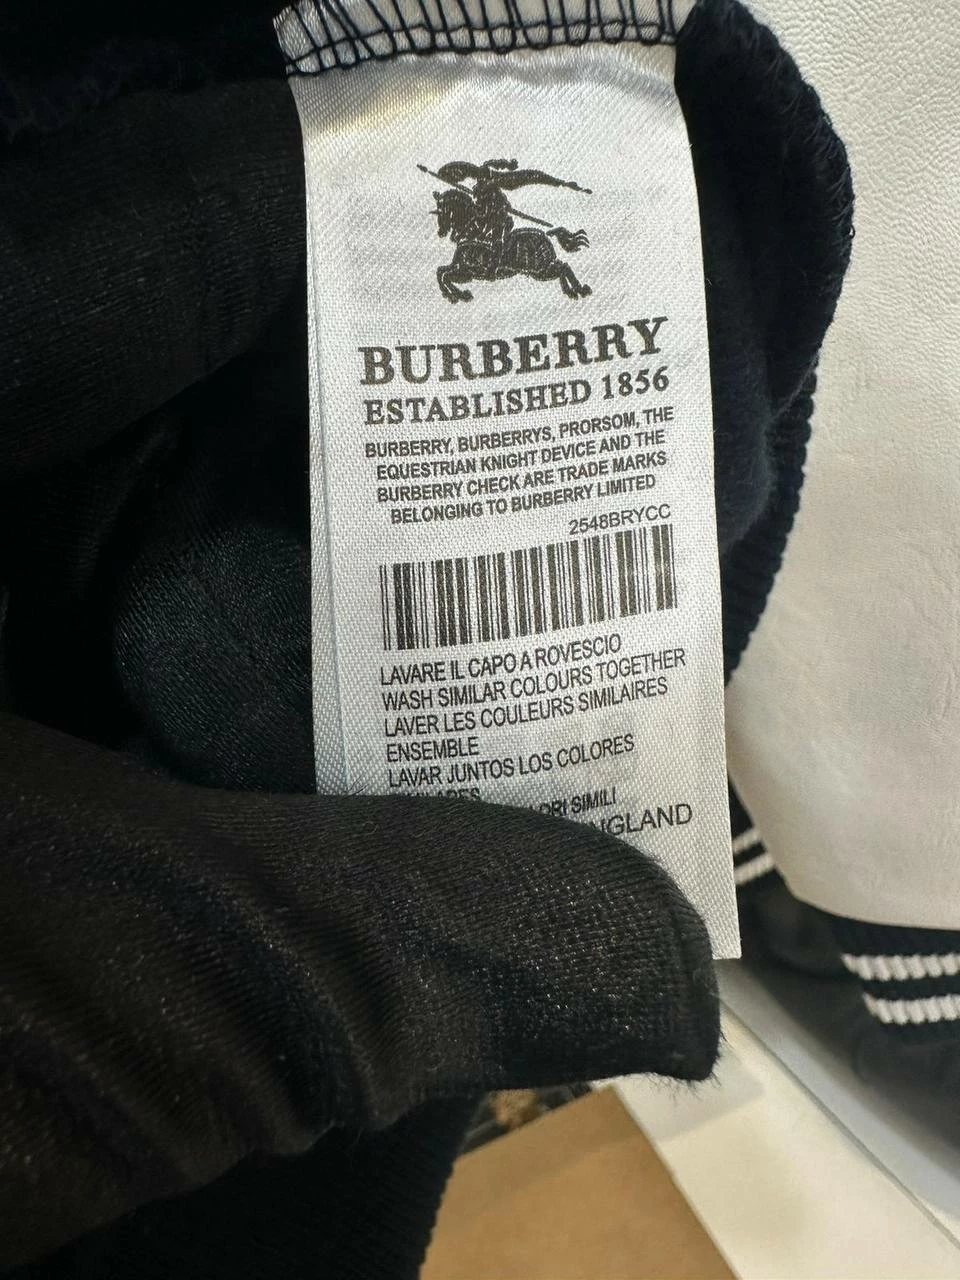 BURBERRY
ESTABLISHED 1856
BURBERRY, BURBERRYS, PRORSOM, THE
EQUESTRIAN KNIGHT DEVICE AND THE
BURBERRY CHECK ARE TRADE MARKS
BELONGING TO BURBERRY LIMITED
2548BRYCC
LAVARE IL CAPO A ROVESCIO
WASH SIMILAR COLOURS TOGETHER
LAVER LES COULEURS SIMILAIRES
ENSEMBLE
LAVAR JUNTOS LOS COLORES
SIMILI